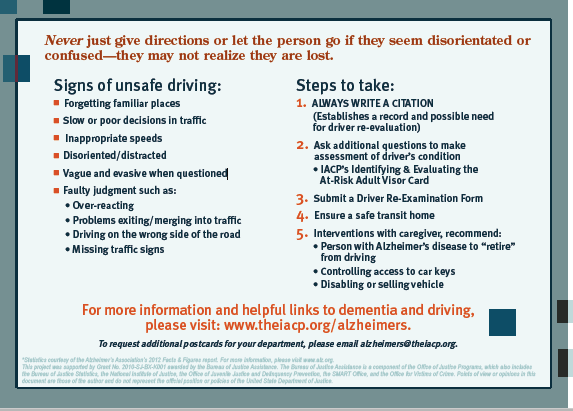 Never just give directions or let the person go if they seem disorientated or
confused—they may not realize they are lost.
Signs of unsafe driving:
Forgetting familiar places
Slow or poor decisions in traffic
Inappropriate speeds
Disoriented/distracted
Vague and evasive when questioned
Faulty judgment such as:
• Over-reacting
• Problems exiting/merging into traffic
• Driving on the wrong side of the road
• Missing traffic signs
Steps to take:
1. ALWAYS WRITE A CITATION
(Establishes a record and possible need
for driver re-evaluation)
2. Ask additional questions to make
assessment of driver's condition
• IACP's Identifying & Evaluating the
At-Risk Adult Visor Card
3. Submit a Driver Re-Examination Form
4. Ensure a safe transit home
5. Interventions with caregiver, recommend:
• Person with Alzheimer's disease to “retire”
from driving
• Controlling access to car keys
• Disabling or selling vehicle
For more information and helpful links to dementia and driving,
please visit: www.theiacp.org/alzheimers.
To request additional postcards for your department, please email alzheimers@theiacp.org.
*Statistics courtesy of the Alzheimer's Association's 2012 Facts & Figures report. For more information, please visit www.alz.org.
This project was supported by Grant No. 2010-GJ-BX-K001 awarded by the Bureau of Justice Assistance. The Bureau of Justice Assistance is a component of the Office of Justice Programs, which also includes
the Bureau of Justice Statistics, the National Institute of Justice, the Office of Juvenile Justice and Delinquency Prevention, the SMART Office, and the Office for Victims of Crime. Points of view or opinions in this
document are those of the author and do not represent the official position or policies of the United States Department of Justice.